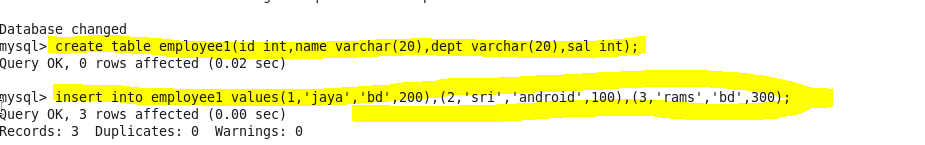 Database changed
mysql> create table employee1(id int,name varchar(20),dept varchar(20),sal int);
Query OK, 0 rows affected (0.02 sec)
mysql> insert into employee1 values(1,'jaya','bd',200),(2,'sri','android',100),(3,'rams','bd',300);
Query OK, 3 rows affected (0.00 sec)
Records: 3  Duplicates: 0  Warnings: 0